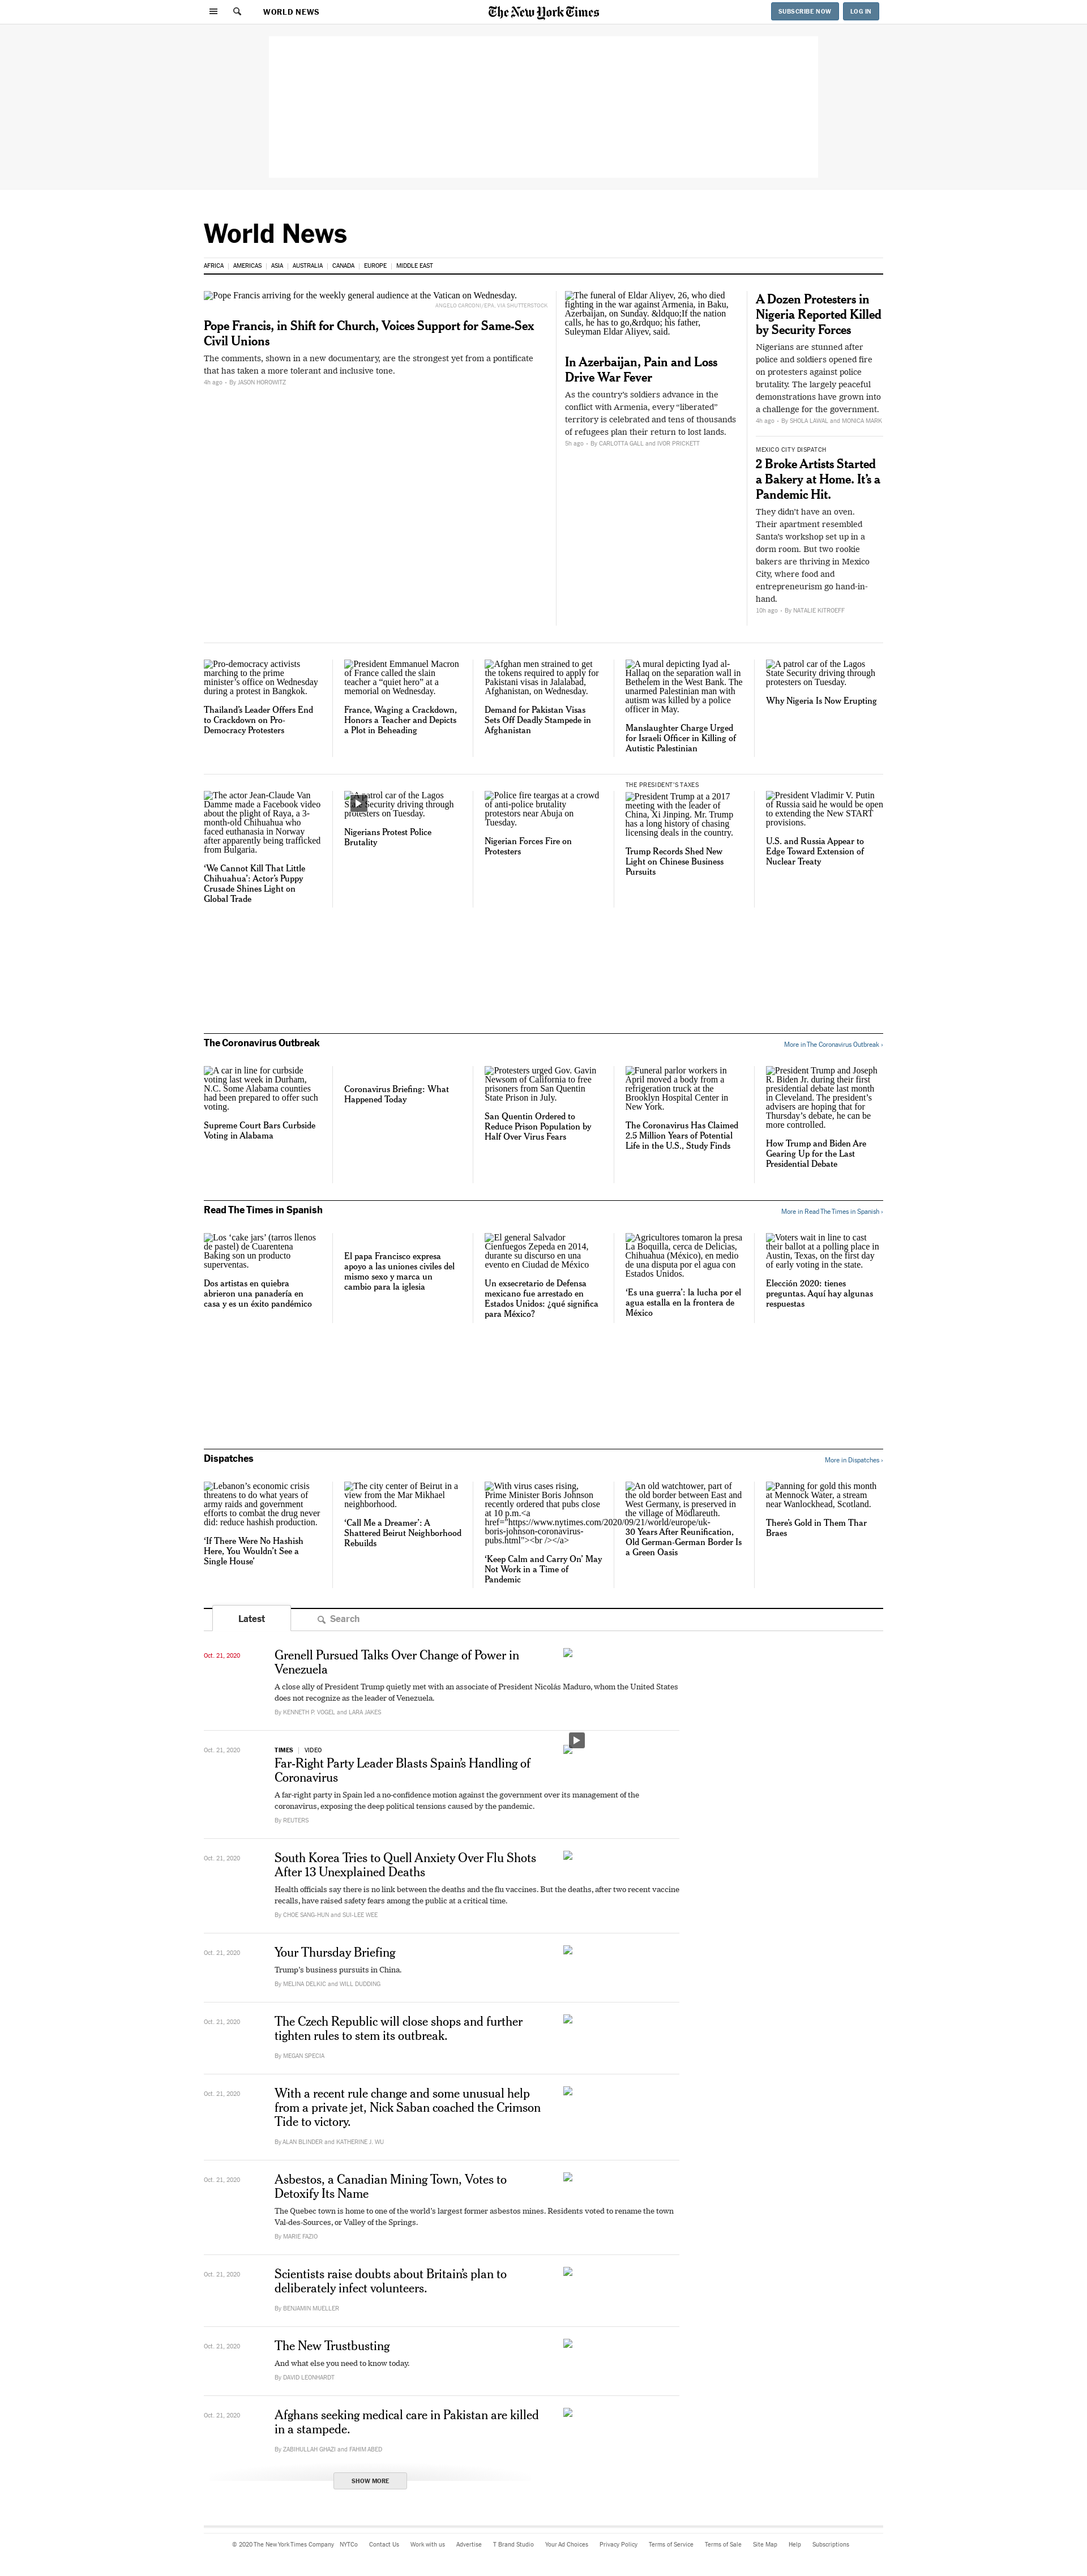 WORLD NEWS
The New York Times
SUBSCRIBE NOW
LOG IN
World News
AFRICA
AMERICAS
ASIA
AUSTRALIA
CANADA
EUROPE
MIDDLE EAST
Pope Francis arriving for the weekly general audience at the Vatican on Wednesday.
ANGELO CARCONI/EPA, VIA SHUTTERSTOCK
Pope Francis, in Shift for Church, Voices Support for Same-Sex
Civil Unions
The comments, shown in a new documentary, are the strongest yet from a pontificate
that has taken a more tolerant and inclusive tone.
4h ago - By JASON HOROWITZ
The funeral of Eldar Aliyev, 26, who died
fighting in the war against Armenia, in Baku,
Azerbaijan, on Sunday. &ldquo;If the nation
calls, he has to go,&rdquo; his father,
Suleyman Eldar Aliyev, said.
In Azerbaijan, Pain and Loss
Drive War Fever
As the country's soldiers advance in the
conflict with Armenia, every “liberated”
territory is celebrated and tens of thousands
of refugees plan their return to lost lands.
5h ago - By CARLOTTA GALL and IVOR PRICKETT
A Dozen Protesters in
Nigeria Reported Killed
by Security Forces
Nigerians are stunned after
police and soldiers opened fire
on protesters against police
brutality. The largely peaceful
demonstrations have grown into
a challenge for the government.
4h ago - By SHOLA LAWAL and MONICA MARK
MEXICO CITY DISPATCH
2 Broke Artists Started
a Bakery at Home. It’s a
Pandemic Hit.
They didn’t have an oven.
Their apartment resembled
Santa’s workshop set up in a
dorm room. But two rookie
bakers are thriving in Mexico
City, where food and
entrepreneurism go hand-in-
hand.
10h ago - By NATALIE KITROEFF
Pro-democracy activists
marching to the prime
minister’s office on Wednesday
during a protest in Bangkok.
Thailand’s Leader Offers End
to Crackdown on Pro-
Democracy Protesters
President Emmanuel Macron
of France called the slain
teacher a “quiet hero” at a
memorial on Wednesday.
France, Waging a Crackdown,
Honors a Teacher and Depicts
a Plot in Beheading
Afghan men strained to get
the tokens required to apply for
Pakistani visas in Jalalabad,
Afghanistan, on Wednesday.
Demand for Pakistan Visas
Sets Off Deadly Stampede in
Afghanistan
A mural depicting Iyad al-
Hallaq on the separation wall in
Bethlehem in the West Bank. The
unarmed Palestinian man with
autism was killed by a police
officer in May.
Manslaughter Charge Urged
for Israeli Officer in Killing of
Autistic Palestinian
A patrol car of the Lagos
State Security driving through
protesters on Tuesday.
Why Nigeria Is Now Erupting
The actor Jean-Claude Van
Damme made a Facebook video
about the plight of Raya, a 3-
month-old Chihuahua who
faced euthanasia in Norway
after apparently being trafficked
from Bulgaria.
‘We Cannot Kill That Little
Chihuahua’: Actor’s Puppy
Crusade Shines Light on
Global Trade
A patrol car of the Lagos
Security driving through
protesters on Tuesday.
Nigerians Protest Police
Brutality
Police fire teargas at a crowd
of anti-police brutality
protestors near Abuja on
Tuesday.
Nigerian Forces Fire on
Protesters
THE PRESIDENT'S TAXES
President Trump at a 2017
meeting with the leader of
China, Xi Jinping. Mr. Trump
has a long history of chasing
licensing deals in the country.
Trump Records Shed New
Light on Chinese Business
Pursuits
President Vladimir V. Putin
of Russia said he would be open
to extending the New START
provisions.
U.S. and Russia Appear to
Edge Toward Extension of
Nuclear Treaty
The Coronavirus Outbreak
More in The Coronavirus Outbreak ›
A car in line for curbside
voting last week in Durham,
N.C. Some Alabama counties
had been prepared to offer such
voting.
Supreme Court Bars Curbside
Voting in Alabama
Coronavirus Briefing: What
Happened Today
Protesters urged Gov. Gavin
Newsom of California to free
prisoners from San Quentin
State Prison in July.
San Quentin Ordered to
Reduce Prison Population by
Half Over Virus Fears
Funeral parlor workers in
April moved a body from a
refrigeration truck at the
Brooklyn Hospital Center in
New York.
The Coronavirus Has Claimed
2.5 Million Years of Potential
Life in the U.S., Study Finds
President Trump and Joseph
R. Biden Jr. during their first
presidential debate last month
in Cleveland. The president’s
advisers are hoping that for
Thursday’s debate, he can be
more controlled.
How Trump and Biden Are
Gearing Up for the Last
Presidential Debate
Read The Times in Spanish
More in Read The Times in Spanish ›
Los ‘cake jars’ (tarros llenos
de pastel) de Cuarentena
Baking son un producto
superventas.
Dos artistas en quiebra
abrieron una panadería en
casa y es un éxito pandémico
El papa Francisco expresa
apoyo a las uniones civiles del
mismo sexo y marca un
cambio para la iglesia
El general Salvador
Cienfuegos Zepeda en 2014,
durante su discurso en una
evento en Ciudad de México
Un exsecretario de Defensa
mexicano fue arrestado en
Estados Unidos: ¿qué significa
para México?
Agricultores tomaron la presa
La Boquilla, cerca de Delicias,
Chihuahua (México), en medio
de una disputa por el agua con
Estados Unidos.
‘Es una guerra’: la lucha por el
agua estalla en la frontera de
México
Voters wait in line to cast
their ballot at a polling place in
Austin, Texas, on the first day
of early voting in the state.
Elección 2020: tienes
preguntas. Aquí hay algunas
respuestas
Dispatches
More in Dispatches ›
Lebanon’s economic crisis
threatens to do what years of
army raids and government
efforts to combat the drug never
did: reduce hashish production.
‘If There Were No Hashish
Here, You Wouldn’t See a
Single House’
The city center of Beirut in a
view from the Mar Mikhael
neighborhood.
‘Call Me a Dreamer’: A
Shattered Beirut Neighborhood
Rebuilds
With virus cases rising,
Prime Minister Boris Johnson
recently ordered that pubs close
at 10 p.m.<a
href="https://www.nytimes.com/2020/09/21/world/europe/uk-
boris-johnson-coronavirus-
pubs.html"><br /></a>
‘Keep Calm and Carry On’ May
Not Work in a Time of
Pandemic
An old watchtower, part of
the old border between East and
West Germany, is preserved in
the village of Mödlareuth.
30 Years After Reunification,
Old German-German Border Is
a Green Oasis
Panning for gold this month
at Mennock Water, a stream
near Wanlockhead, Scotland.
There’s Gold in Them Thar
Braes
Latest
Search
Oct. 21, 2020
Grenell Pursued Talks Over Change of Power in
Venezuela
A close ally of President Trump quietly met with an associate of President Nicolás Maduro, whom the United States
does not recognize as the leader of Venezuela.
By KENNETH P. VOGEL and LARA JAKES
Oct. 21, 2020
TIMES | VIDEO
Far-Right Party Leader Blasts Spain’s Handling of
Coronavirus
A far-right party in Spain led a no-confidence motion against the government over its management of the
coronavirus, exposing the deep political tensions caused by the pandemic.
By REUTERS
Oct. 21, 2020
South Korea Tries to Quell Anxiety Over Flu Shots
After 13 Unexplained Deaths
Health officials say there is no link between the deaths and the flu vaccines. But the deaths, after two recent vaccine
recalls, have raised safety fears among the public at a critical time.
By CHOE SANG-HUN and SUI-LEE WEE
Oct. 21, 2020
Your Thursday Briefing
Trump’s business pursuits in China.
By MELINA DELKIC and WILL DUDDING
Oct. 21, 2020
The Czech Republic will close shops and further
tighten rules to stem its outbreak.
By MEGAN SPECIA
Oct. 21, 2020
With a recent rule change and some unusual help
from a private jet, Nick Saban coached the Crimson
Tide to victory.
By ALAN BLINDER and KATHERINE J. WU
Oct. 21, 2020
Asbestos, a Canadian Mining Town, Votes to
Detoxify Its Name
The Quebec town is home to one of the world’s largest former asbestos mines. Residents voted to rename the town
Val-des-Sources, or Valley of the Springs.
By MARIE FAZIO
Oct. 21, 2020
Scientists raise doubts about Britain’s plan to
deliberately infect volunteers.
By BENJAMIN MUELLER
Oct. 21, 2020
The New Trustbusting
And what else you need to know today.
By DAVID LEONHARDT
Oct. 21, 2020
Afghans seeking medical care in Pakistan are killed
in a stampede.
By ZABIHULLAH GHAZI and FAHIM ABED
SHOW MORE
© 2020 The New York Times Company NYTCo Contact Us Work with us Advertise T Brand Studio Your Ad Choices Privacy Policy Terms of Service Terms of Sale Site Map Help Subscriptions